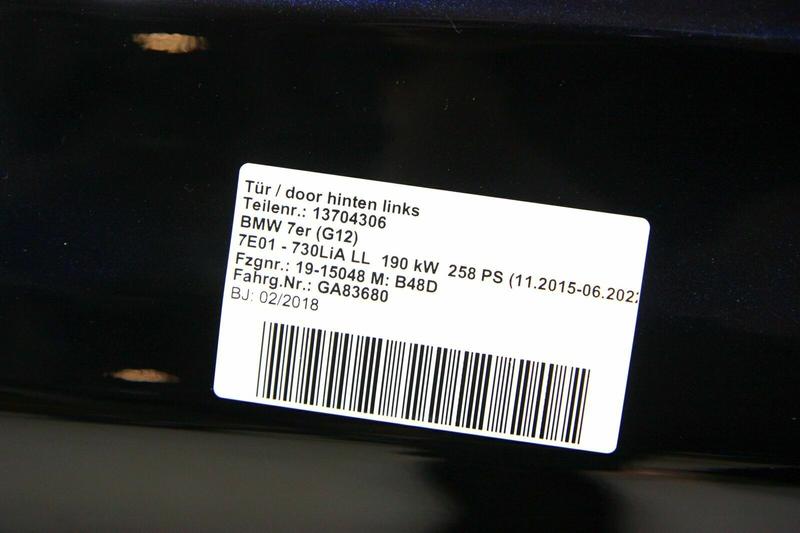 Tür / door hinten links
Teilenr.: 13704306
BMW 7er (G12)
7E01 - 730LiA LL 190 kW 258 PS (11.2015-06.202
Fzgnr.: 19-15048 M: B48D
Fahrg.Nr.: GA83680
BJ: 02/2018